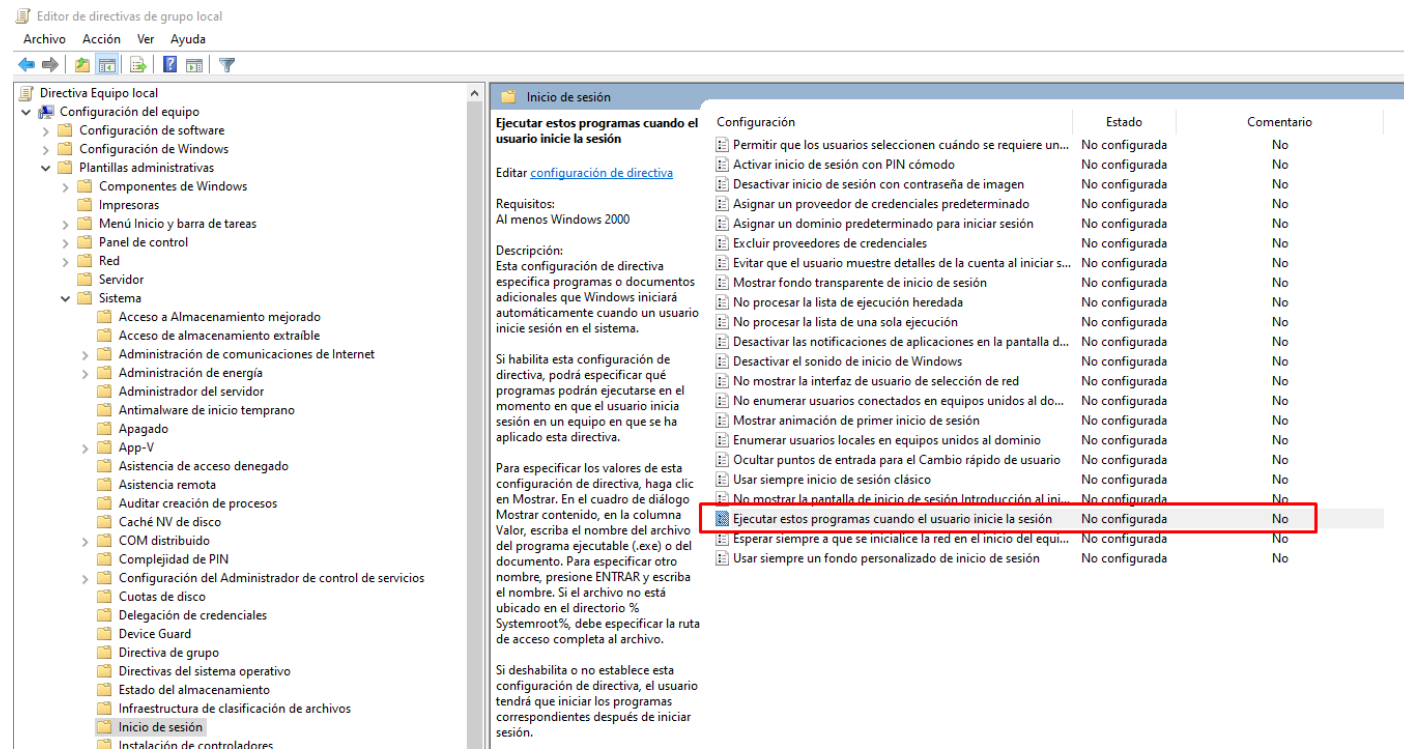 Editor de directivas de grupo local
Archivo Acción Ver Ayuda
Directiva Equipo local
Configuración del equipo
Configuración de software
Configuración de Windows
Plantillas administrativas
Componentes de Windows
Impresoras
Menú Inicio y barra de tareas
Panel de control
Red
Servidor
Sistema
Acceso a Almacenamiento mejorado
Acceso de almacenamiento extraíble
Administración de comunicaciones de Internet
Administración de energía
Administrador del servidor
Antimalware de inicio temprano
Apagado
App-V
Asistencia de acceso denegado
Asistencia remota
Auditar creación de procesos
Caché NV de disco
COM distribuido
Complejidad de PIN
Configuración del Administrador de control de servicios
Cuotas de disco
Delegación de credenciales
Device Guard
Directiva de grupo
Directivas del sistema operativo
Estado del almacenamiento
Infraestructura de clasificación de archivos
Inicio de sesión
Instalación de controladores
Inicio de sesión
Ejecutar estos programas cuando el
usuario inicie la sesión
Editar configuración de directiva
Requisitos:
Al menos Windows 2000
Descripción:
Esta configuración de directiva
especifica programas o documentos
adicionales que Windows iniciará
automáticamente cuando un usuario
inicie sesión en el sistema.
Si habilita esta configuración de
directiva, podrá especificar qué
programas podrán ejecutarse en el
momento en que el usuario inicia
sesión en un equipo en que se ha
aplicado esta directiva.
Para especificar los valores de esta
configuración de directiva, haga clic
en Mostrar. En el cuadro de diálogo
Mostrar contenido, en la columna
Valor, escriba el nombre del archivo
del programa ejecutable (.exe) o del
documento. Para especificar otro
nombre, presione ENTRAR y escriba
el nombre. Si el archivo no está
ubicado en el directorio %
Systemroot%, debe especificar la ruta
de acceso completa al archivo.
Si deshabilita o no establece esta
configuración de directiva, el usuario
tendrá que iniciar los programas
correspondientes después de iniciar
sesión.
Configuración Estado Comentario
Permitir que los usuarios seleccionen cuándo se requiere un... No configurada No
Activar inicio de sesión con PIN cómodo No configurada No
Desactivar inicio de sesión con contraseña de imagen No configurada No
Asignar un proveedor de credenciales predeterminado No configurada No
Asignar un dominio predeterminado para iniciar sesión No configurada No
Excluir proveedores de credenciales No configurada No
Evitar que el usuario muestre detalles de la cuenta al iniciar s... No configurada No
Mostrar fondo transparente de inicio de sesión No configurada No
No procesar la lista de ejecución heredada No configurada No
No procesar la lista de una sola ejecución No configurada No
Desactivar las notificaciones de aplicaciones en la pantalla d... No configurada No
Desactivar el sonido de inicio de Windows No configurada No
No mostrar la interfaz de usuario de selección de red No configurada No
No enumerar usuarios conectados en equipos unidos al do... No configurada No
Mostrar animación de primer inicio de sesión No configurada No
Enumerar usuarios locales en equipos unidos al dominio No configurada No
Ocultar puntos de entrada para el Cambio rápido de usuario No configurada No
Usar siempre inicio de sesión clásico No configurada No
No mostrar la pantalla de inicio de sesión Introducción al ini... No configurada No
Ejecutar estos programas cuando el usuario inicie la sesión No configurada No
Esperar siempre a que se inicialice la red en el inicio del equi... No configurada No
Usar siempre un fondo personalizado de inicio de sesión No configurada No